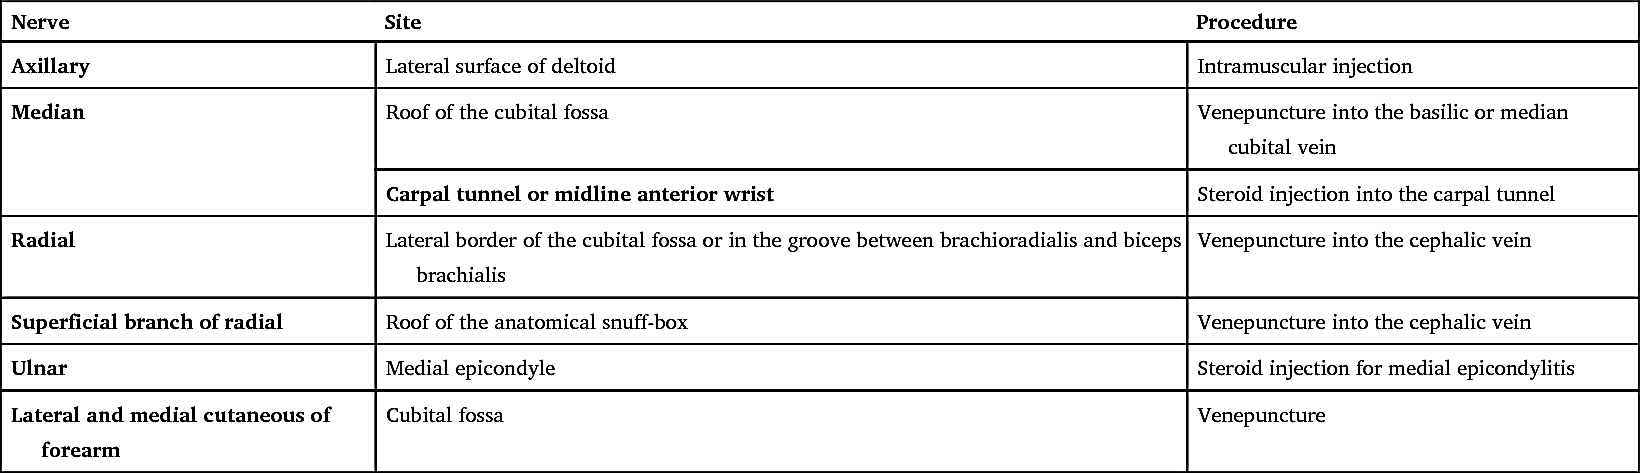 Nerve Site Procedure
Axillary Lateral surface of deltoid Intramuscular injection
Median Roof of the cubital fossa Venepuncture into the basilic or median
cubital vein
Carpal tunnel or midline anterior wrist Steroid injection into the carpal tunnel
Radial Lateral border of the cubital fossa or in the groove between brachioradialis and biceps Venepuncture into the cephalic vein
brachialis
Superficial branch of radial Roof of the anatomical snuff-box Venepuncture into the cephalic vein
Ulnar Medial epicondyle Steroid injection for medial epicondylitis
Lateral and medial cutaneous of Cubital fossa Venepuncture
forearm